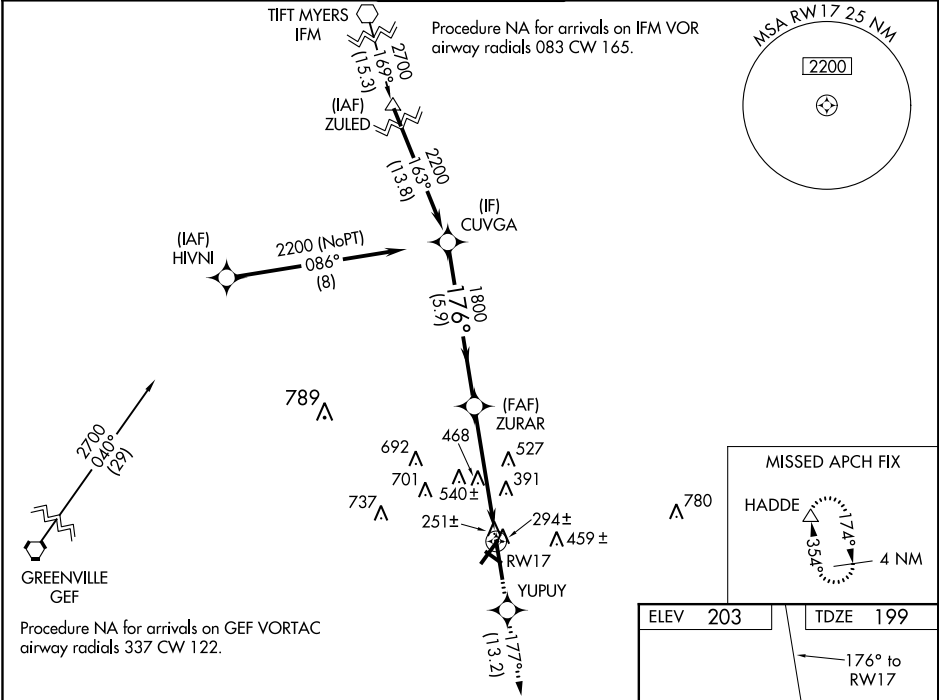 TIFT MYERS
IFM
Procedure NA for arrivals on IFM VOR
airway radials 083 CW 165.
MSA RW17 25 NM
2200
2700
169°
(15.3)
(IAF)
ZULED
2200
163°
(13.8)
(IF)
CUVGA
(IAF)
HIVNI
2200 (NoPT)
086°
(8)
1800
176°
(5.9)
(FAF)
ZURAR
789
2700
040°
(29)
692
468
527
701
540±
391
737
251±
294±
459±
780
RW17
YUPUY
177°
(13.2)
GREENVILLE
GEF
Procedure NA for arrivals on GEF VORTAC
airway radials 337 CW 122.
MISSED APCH FIX
HADDE
174°
354°
4 NM
ELEV 203
TDZE 199
176° to
RW17